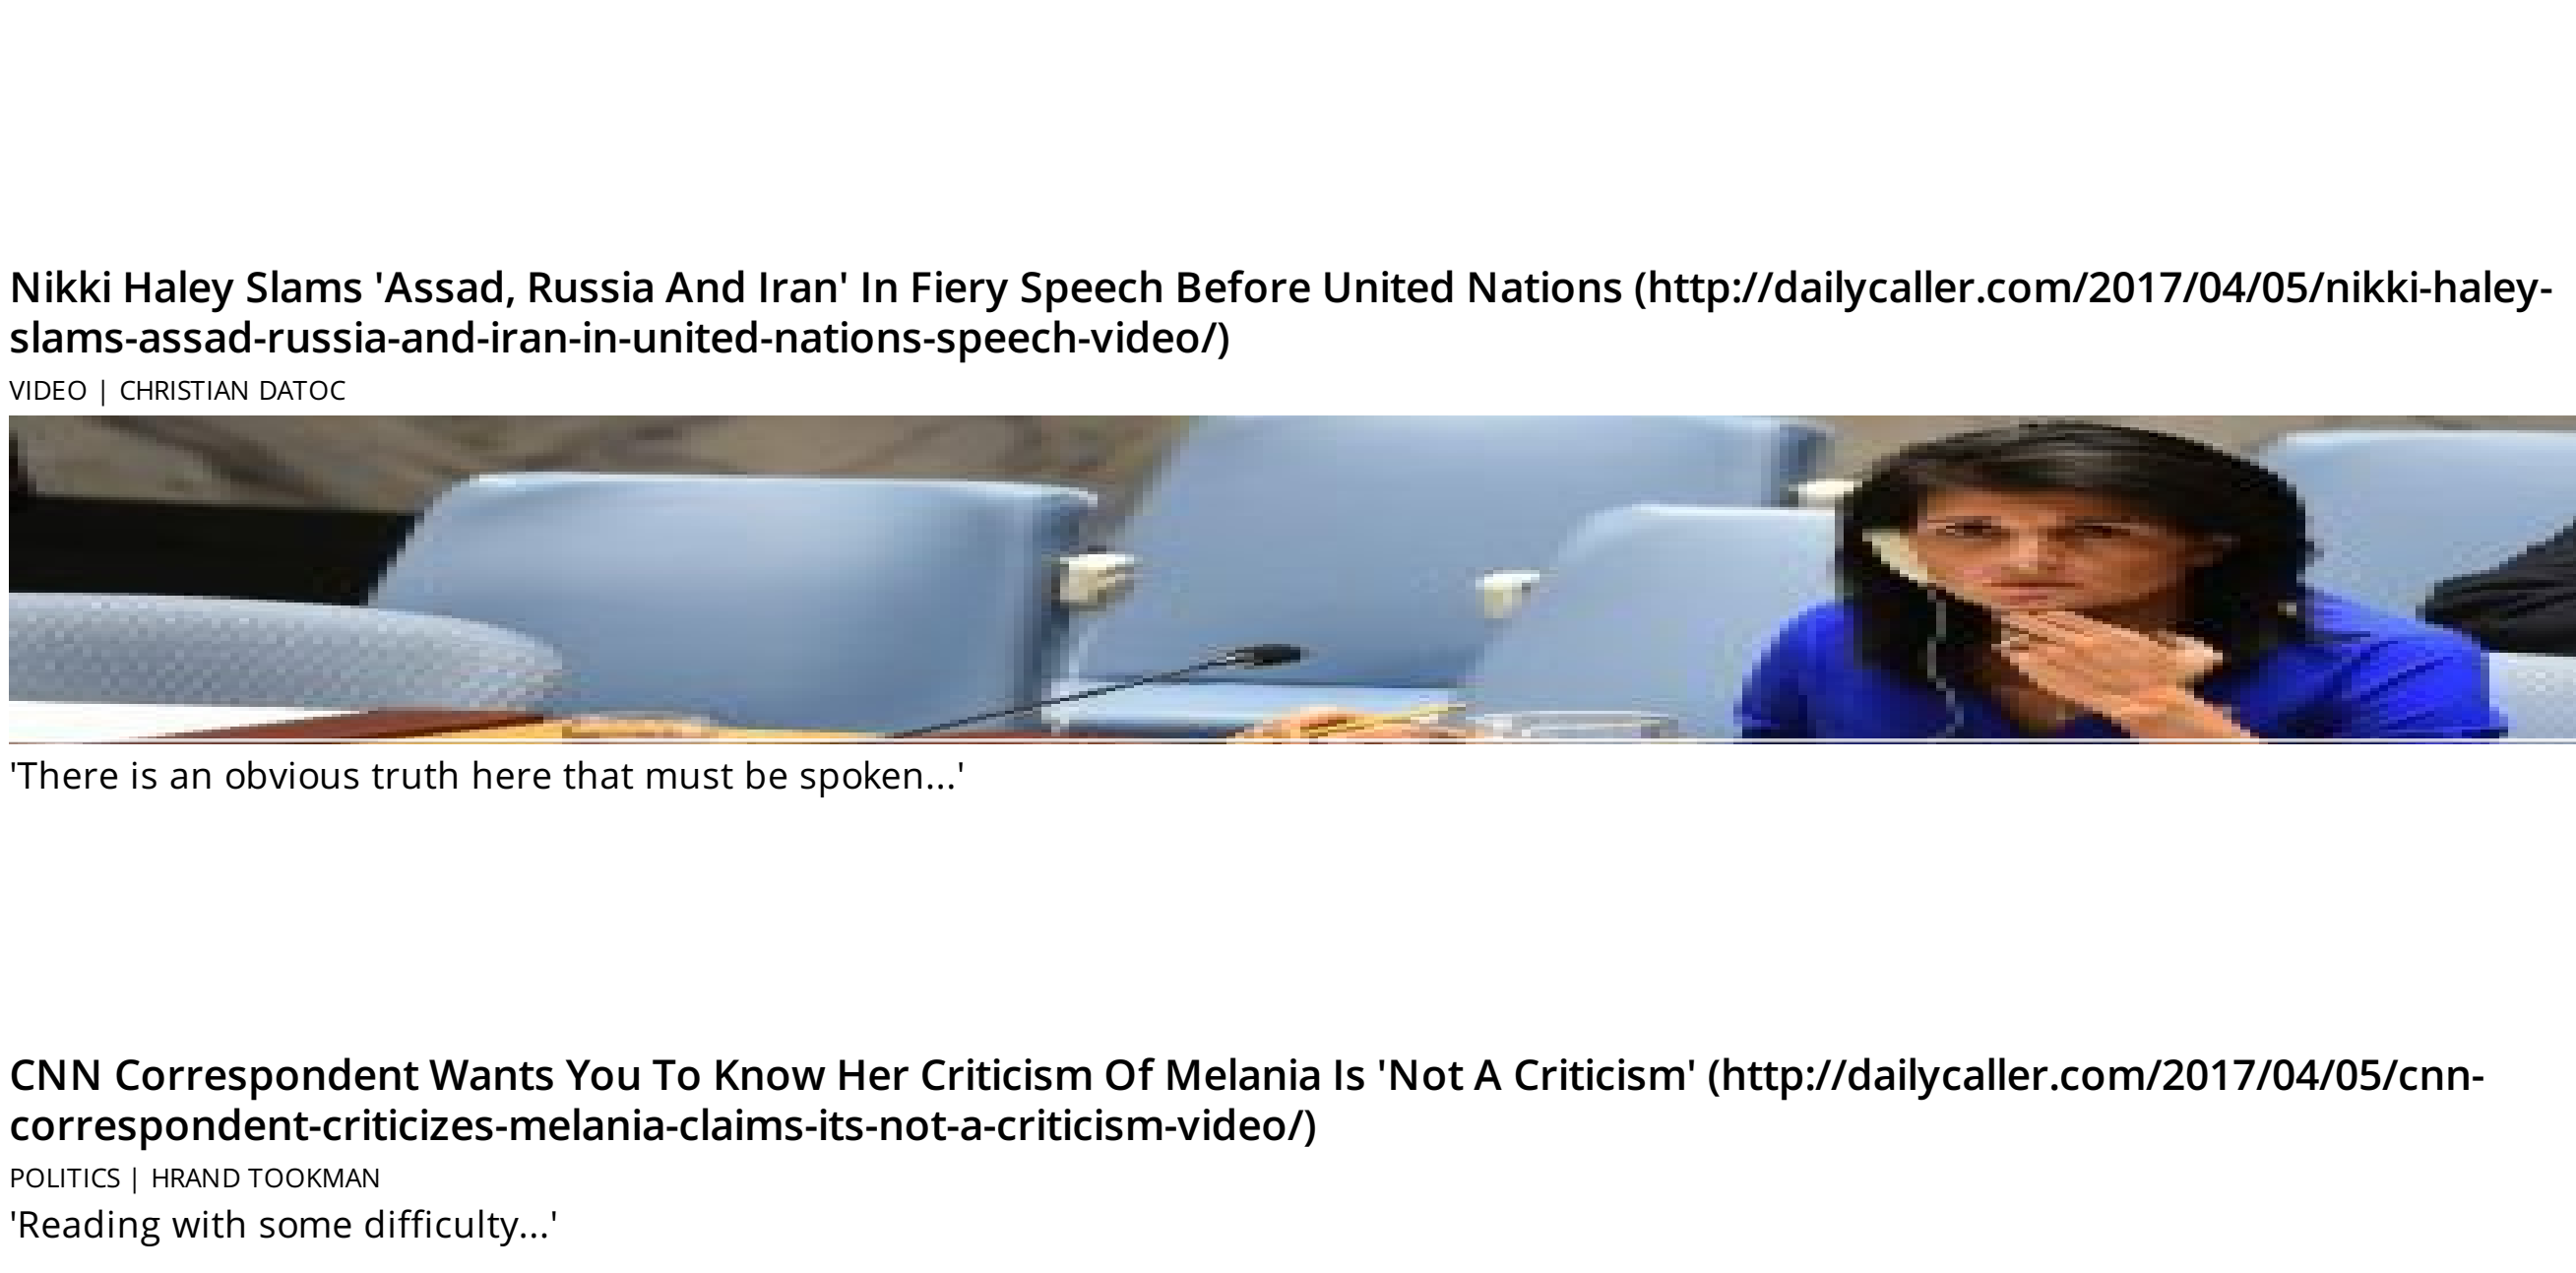 Nikki Haley Slams 'Assad, Russia And Iran' In Fiery Speech Before United Nations (http://dailycaller.com/2017/04/05/nikki-haley-
slams-assad-russia-and-iran-in-united-nations-speech-video/)
VIDEO | CHRISTIAN DATOC
'There is an obvious truth here that must be spoken...'
CNN Correspondent Wants You To Know Her Criticism Of Melania Is 'Not A Criticism' (http://dailycaller.com/2017/04/05/cnn-
correspondent-criticizes-melania-claims-its-not-a-criticism-video/)
POLITICS | HRAND TOOKMAN
'Reading with some difficulty...'